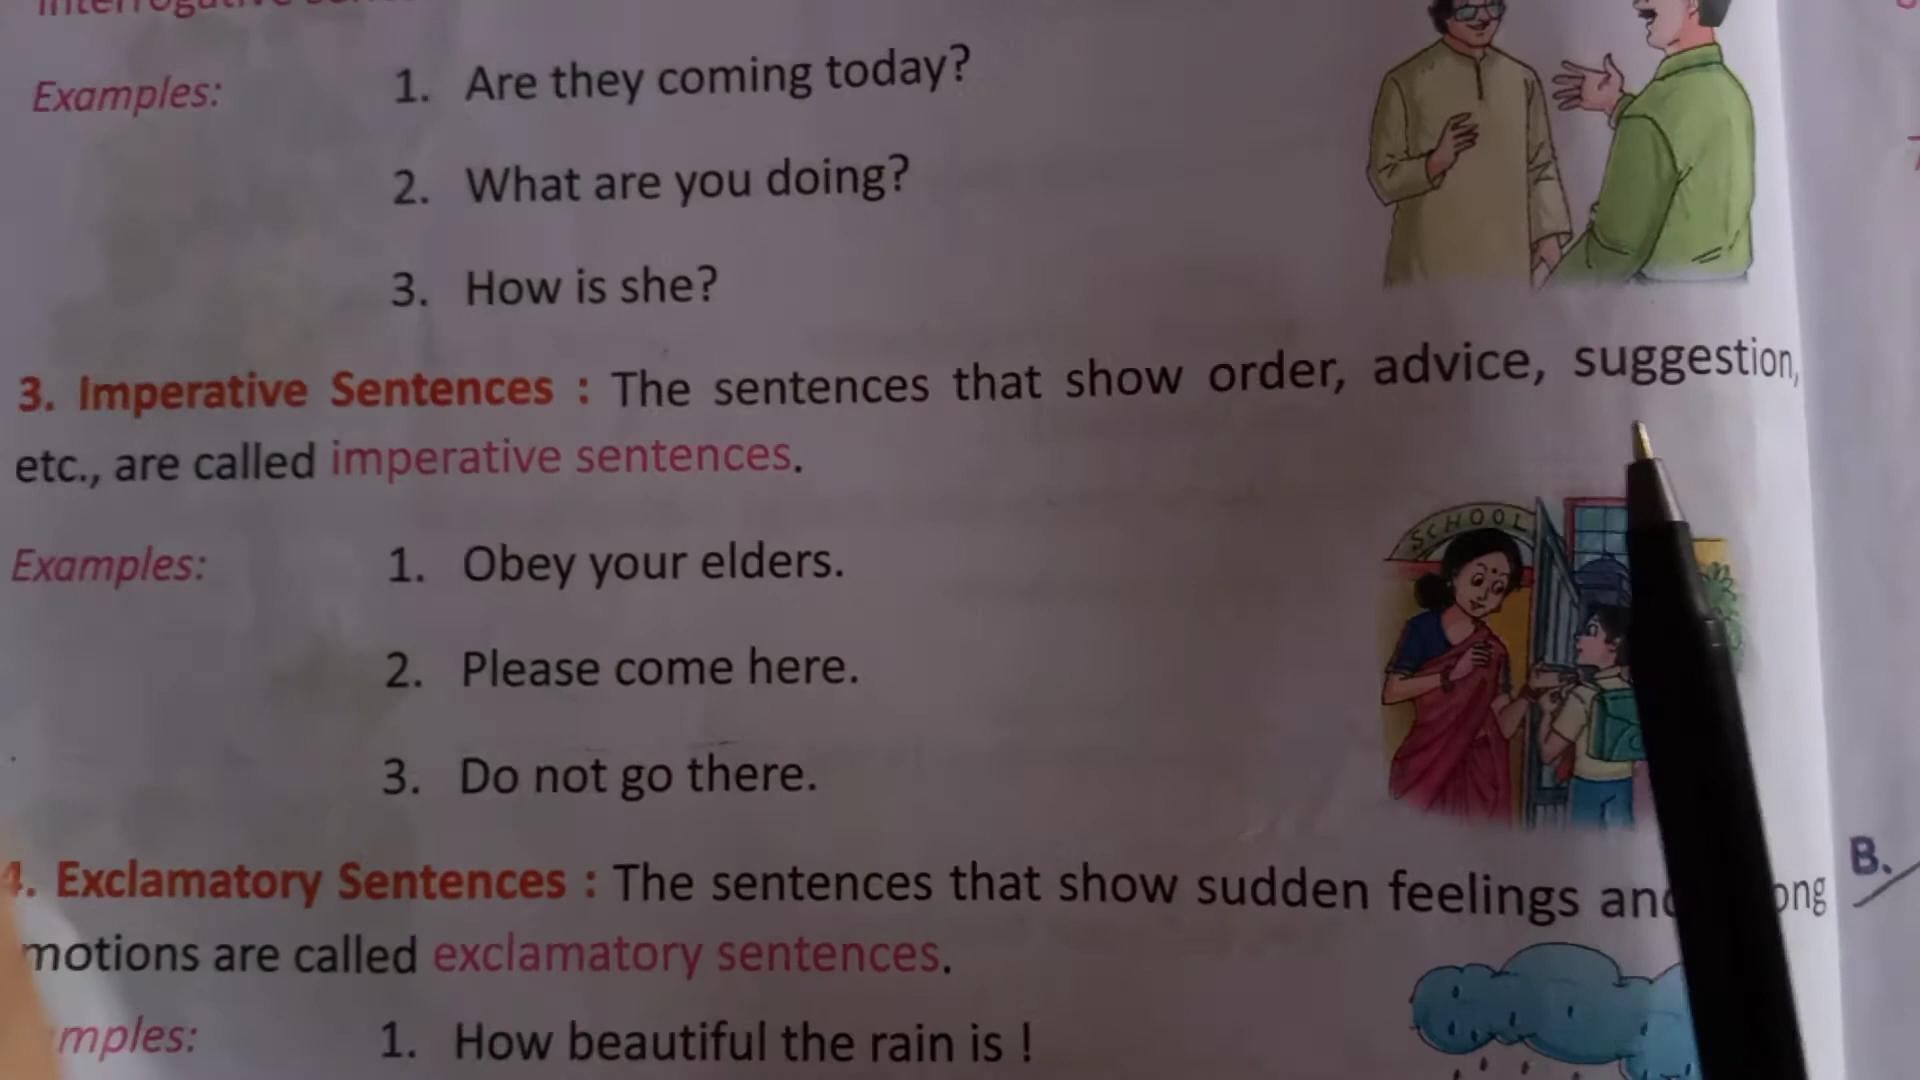 Examples: 1. Are they coming today?
2. What are you doing?
3. How is she?
3. Imperative Sentences : The sentences that show order, advice, suggestion,
etc., are called imperative sentences.
SCHOOL
Examples: 1. Obey your elders.
2. Please come here.
3. Do not go there.
4. Exclamatory Sentences : The sentences that show sudden feelings
B.
motions are called exclamatory sentences.
mples: 1. How beautiful the rain is !